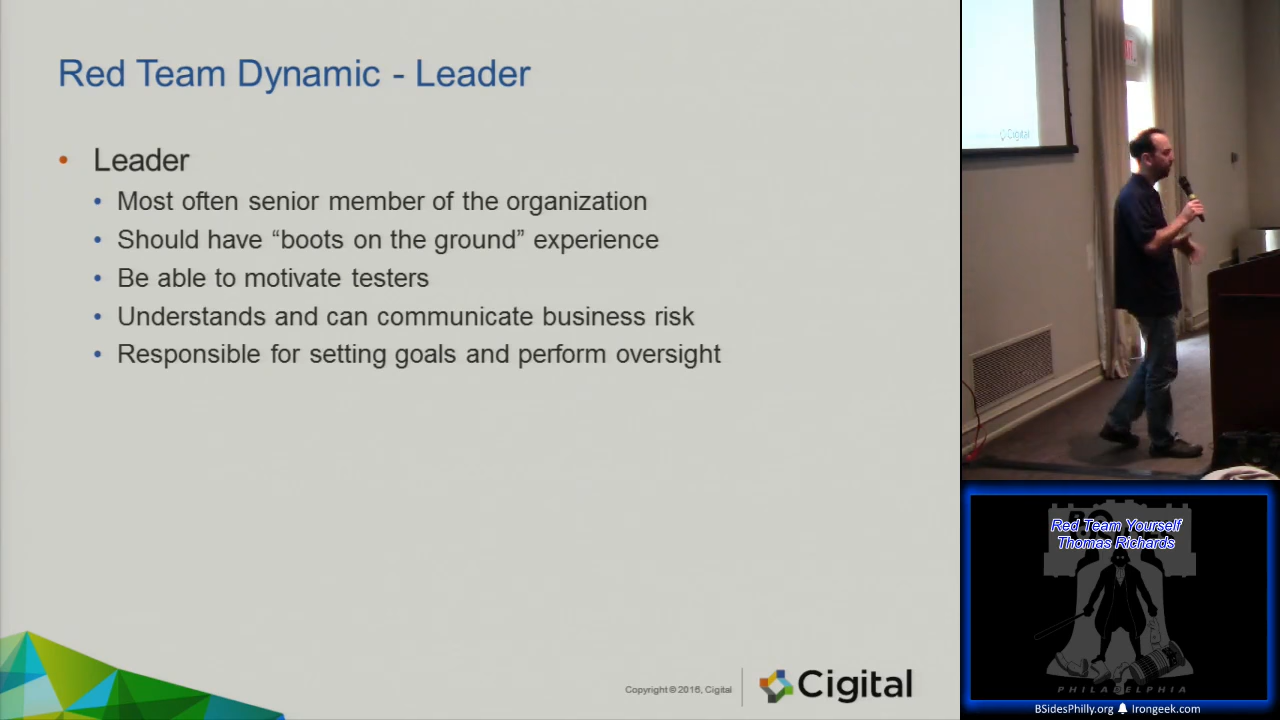 Red Team Dynamic - Leader
• Leader
• Most often senior member of the organization
• Should have “boots on the ground” experience
• Be able to motivate testers
• Understands and can communicate business risk
• Responsible for setting goals and perform oversight
Copyright © 2016, Cigital
Cigital
Cigital
Red Team Yourself
Thomas Richards
PHILADELPHIA
BSidesPhilly.org
Irongeek.com